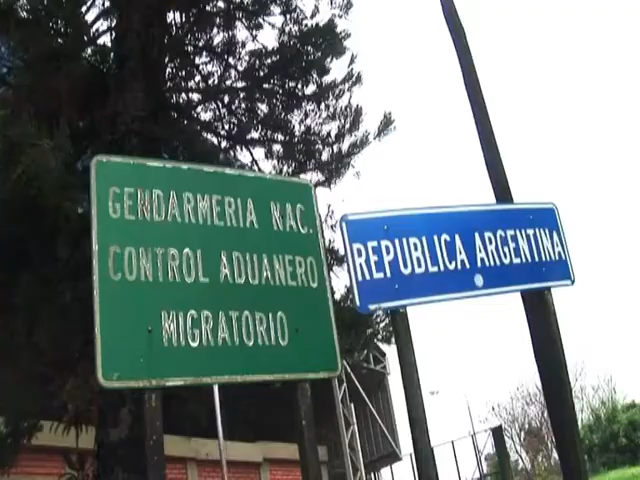 GENDARMERIA NAC.
CONTROL ADUANERO
MIGRATORIO
REPUBLICA ARGENTINA